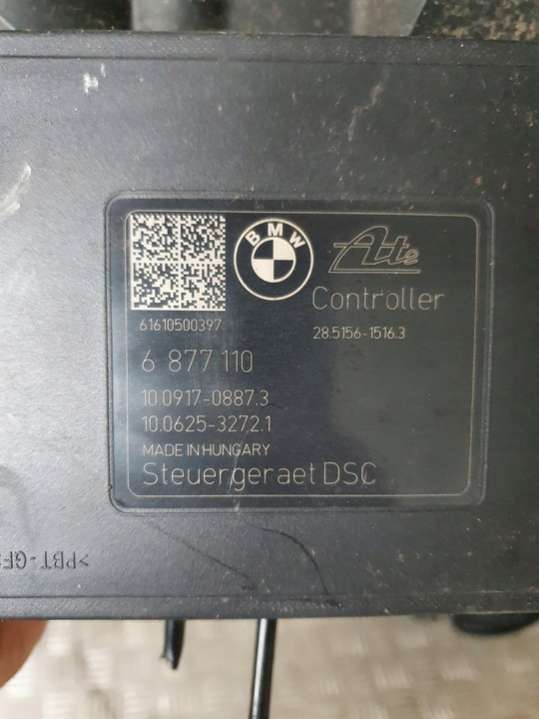 BMW
Ate
Controller
61610500397
28.5156-1516.3
6 877 110
10.0917-0887.3
10.0625-3272.1
MADE IN HUNGARY
Steuergeraet DSC
>PBT-GF